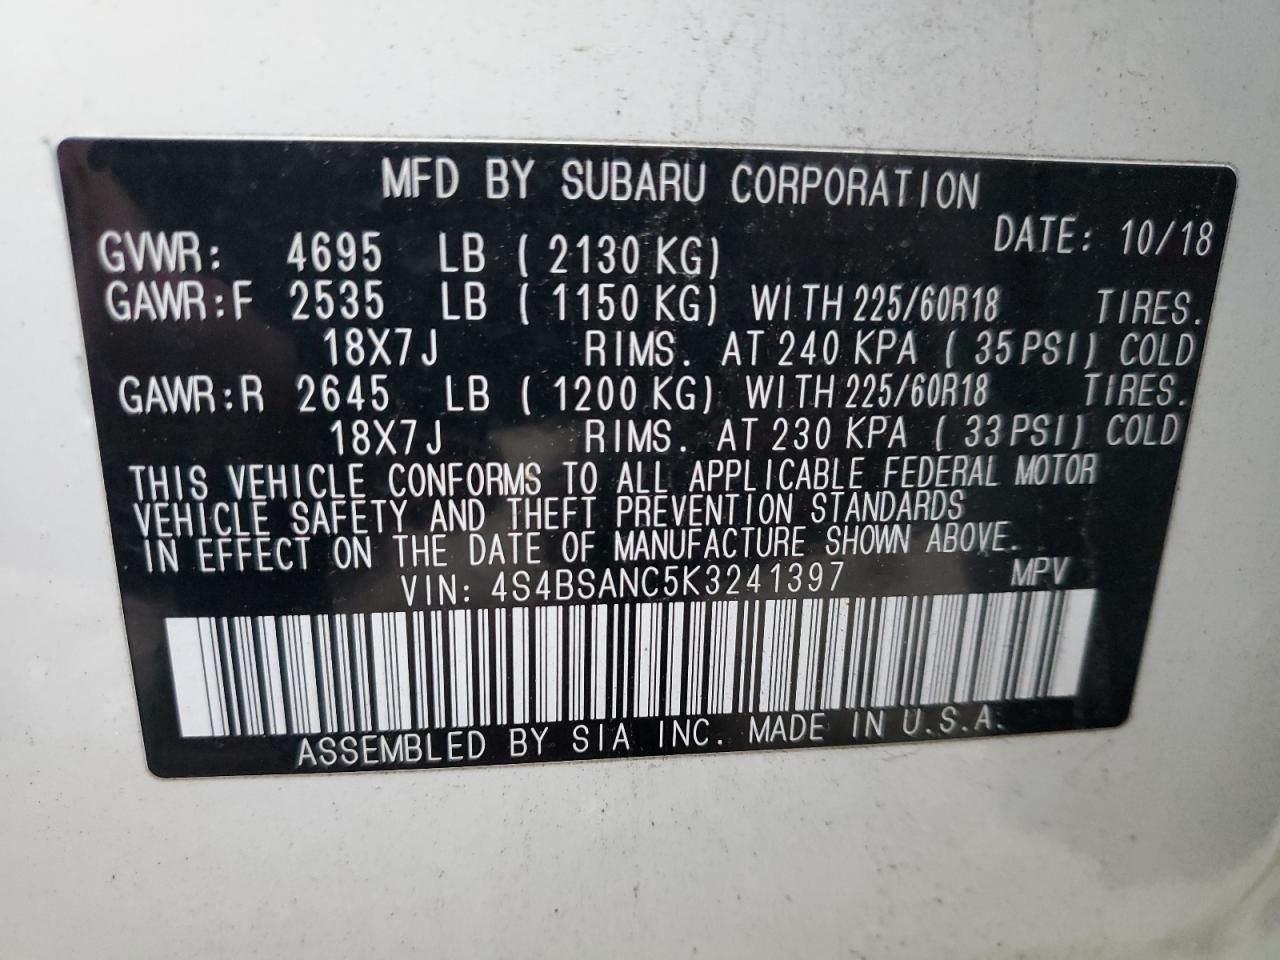 MFD BY SUBARU CORPORATION
DATE: 10/18
GVWR: 4695 LB ( 2130 KG)
GAWR:F 2535 LB ( 1150 KG) WITH 225/60R18 TIRES.
18X7J RIMS. AT 240 KPA ( 35 PSI) COLD
GAWR:R 2645 LB ( 1200 KG) WITH 225/60R18 TIRES.
18X7J RIMS. AT 230 KPA ( 33 PSI) COLD
THIS VEHICLE CONFORMS TO ALL APPLICABLE FEDERAL MOTOR
VEHICLE SAFETY AND THEFT PREVENTION STANDARDS
IN EFFECT ON THE DATE OF MANUFACTURE SHOWN ABOVE.
VIN: 4S4BSANC5K3241397 MPV
ASSEMBLED BY SIA INC. MADE IN U.S.A.